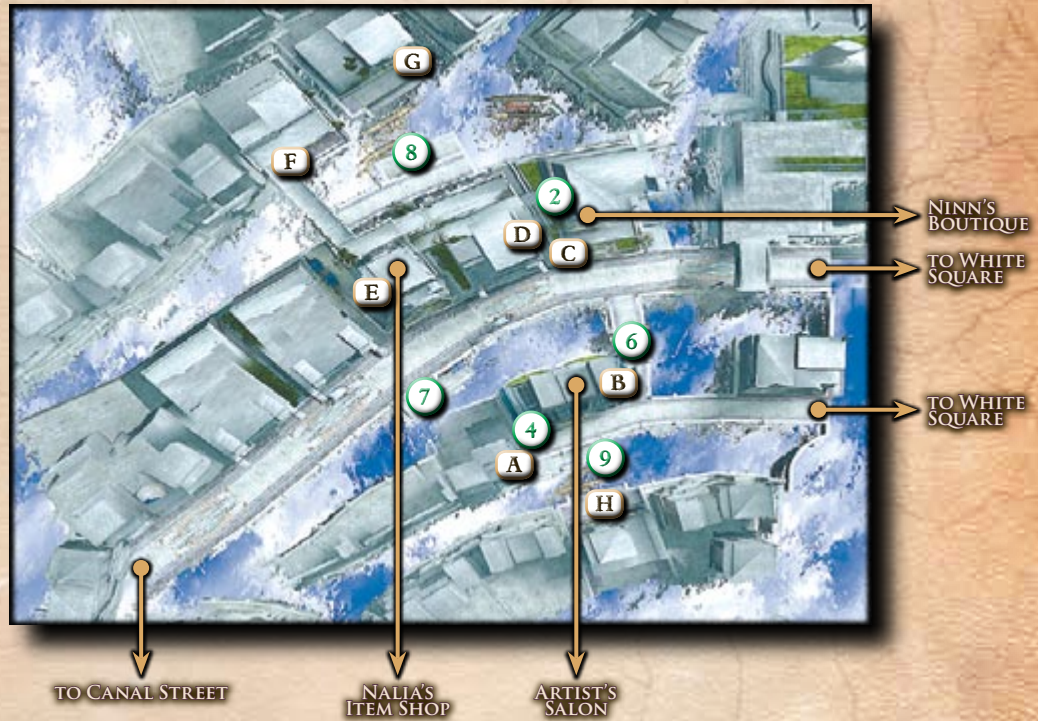 G
8
F
2
D
C
E
NINN'S
BOUTIQUE
TO WHITE
SQUARE
6
B
7
4
A
9
H
TO WHITE
SQUARE
TO CANAL STREET
NALIA'S
ITEM SHOP
ARTIST'S
SALON